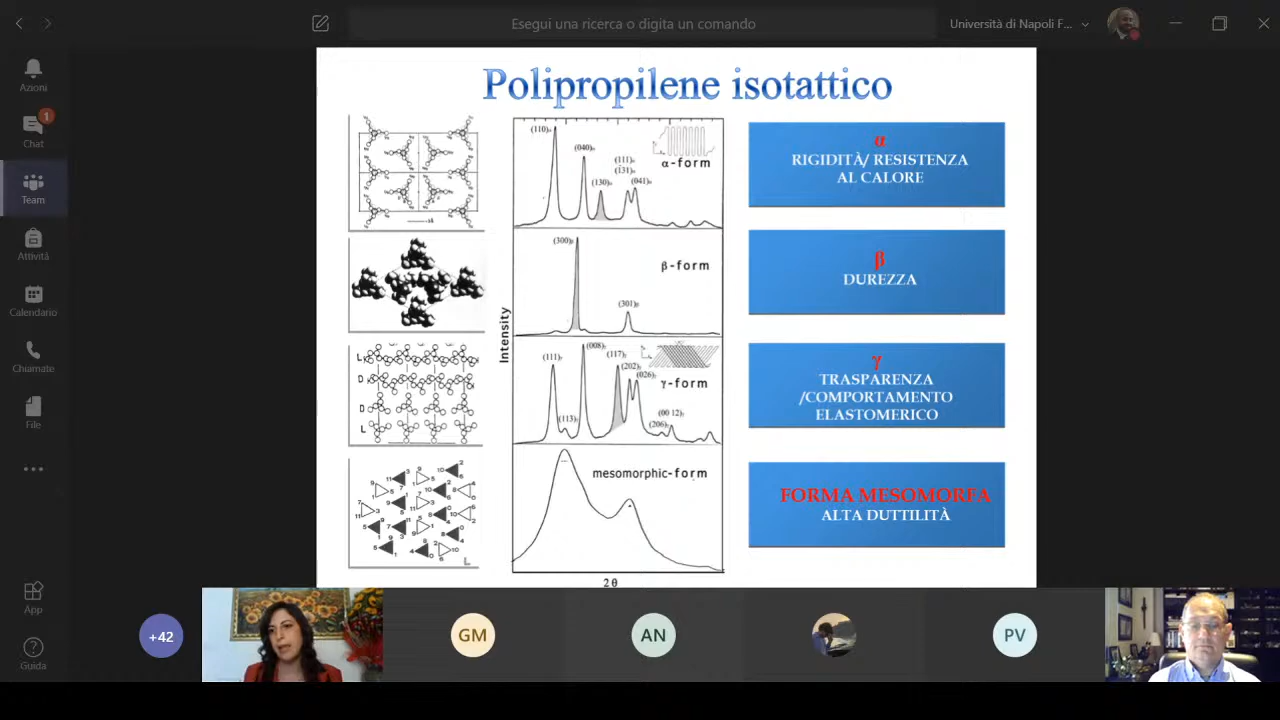 Esegui una ricerca o digita un comando
Università di Napoli F...
Azioni
1
Chat
Team
Attività
Calendario
Chiamate
File
App
Guida
Polipropilene isotattico
Intensity
(110)α
(040)α
(130)α
(111)α
(1̄31)α
(041)α
α-form
(300)β
β-form
(301)β
(111)γ
(113)γ
(008)γ
(117)γ
(202)γ
(026)γ
γ-form
(00 12)γ
(206)γ
mesomorphic-form
2θ
α
RIGIDITÀ/ RESISTENZA
AL CALORE
β
DUREZZA
γ
TRASPARENZA
/COMPORTAMENTO
ELASTOMERICO
FORMA MESOMORFA
ALTA DUTTILITÀ
+42
GM
AN
PV